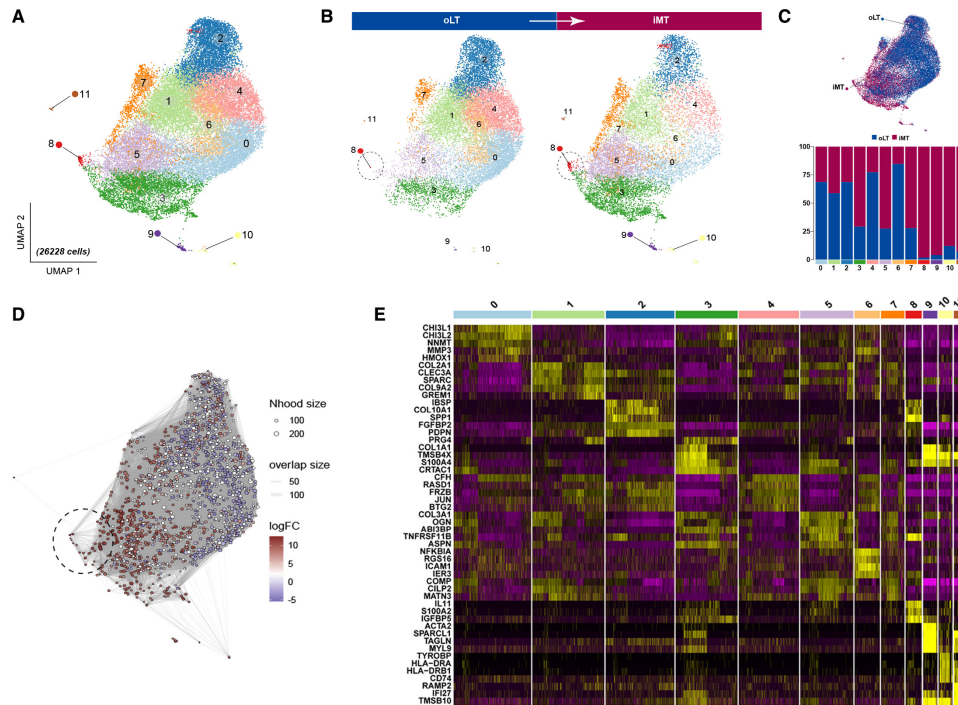 A
2
7
1
4
11
6
0
8
5
3
9
10
UMAP 2
(26228 cells)
UMAP 1
B
oLT
iMT
2
7
1
4
11
6
8
5
0
3
9
10
2
4
1
7
6
8
5
0
3
9
10
C
oLT
iMT
oLT
iMT
100
75
50
25
0
0 1 2 3 4 5 6 7 8 9 10
D
Nhood size
100
200
overlap size
50
100
logFC
10
5
0
-5
E
0 1 2 3 4 5 6 7 8 9 10
CHI3L1
CHI3L2
NNMT
MMP3
HMOX1
COL2A1
CLEC3A
SPARC
COL9A2
GREM1
IBSP
COL10A1
SPP1
FGFBP2
PDPN
PRG4
COL1A1
TMSB4X
S100A4
CRTAC1
CFH
RASD1
FRZB
JUN
BTG2
COL3A1
OGN
ABI3BP
TNFRSF11B
ASPN
NFKBIA
RGS16
ICAM1
IER3
COMP
CILP2
MATN3
IL11
S100A2
IGFBP5
ACTA2
SPARCL1
TAGLN
MYL9
TYROBP
HLA-DRA
HLA-DRB1
CD74
RAMP2
IFI27
TMSB10